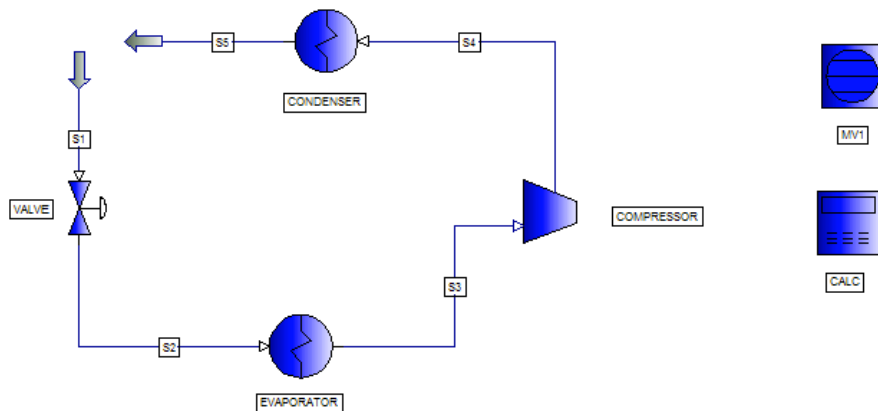 S5
S4
CONDENSER
S1
MV1
VALVE
COMPRESSOR
CALC
S3
S2
EVAPORATOR